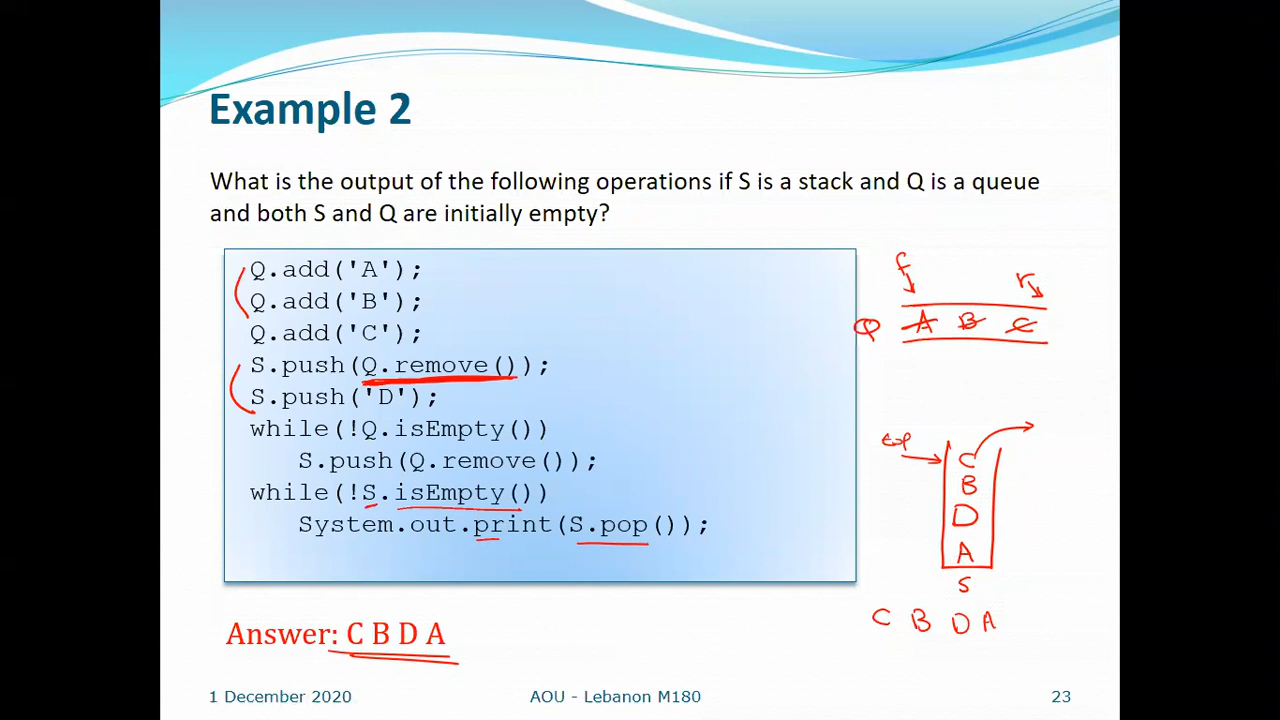 Example 2
What is the output of the following operations if S is a stack and Q is a queue
and both S and Q are initially empty?
Q.add('A');
Q.add('B');
Q.add('C');
S.push(Q.remove());
S.push('D');
while(!Q.isEmpty())
S.push(Q.remove());
while(!S.isEmpty())
System.out.print(S.pop());
f r
Q A B C
top C
B
D
A
S
C B D A
Answer: C B D A
1 December 2020 AOU - Lebanon M180 23